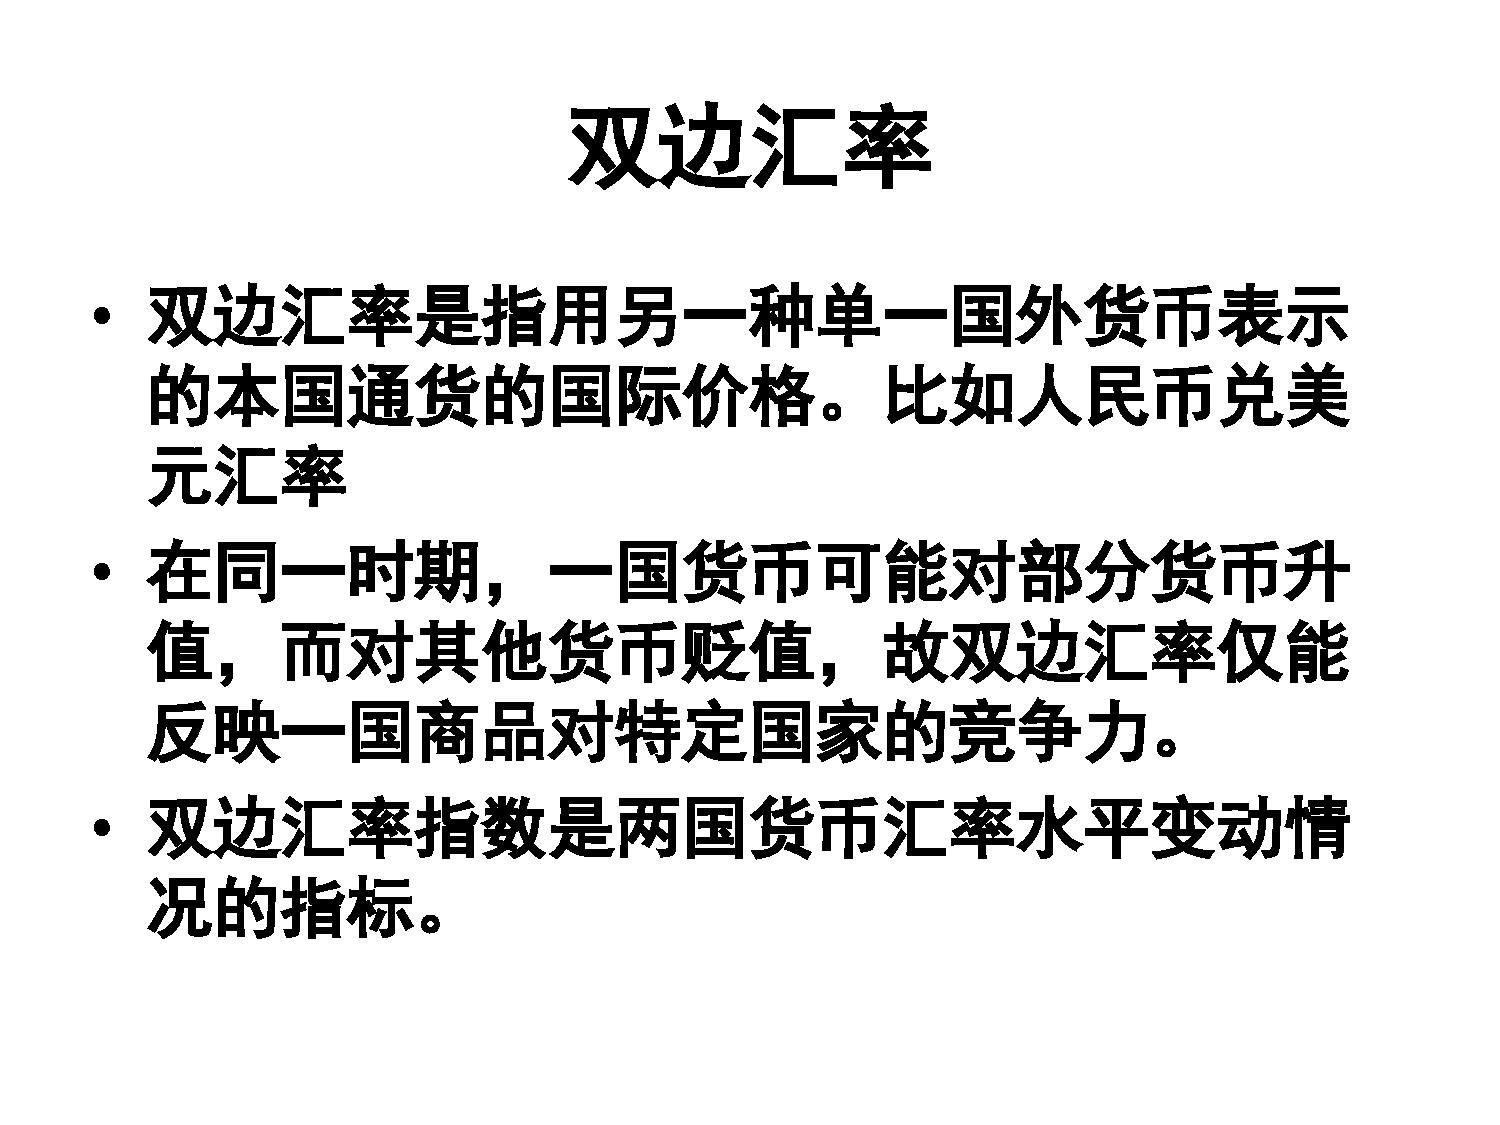 双边汇率
• 双边汇率是指用另一种单一国外货币表示
的本国通货的国际价格。比如人民币兑美
元汇率
• 在同一时期，一国货币可能对部分货币升
值，而对其他货币贬值，故双边汇率仅能
反映一国商品对特定国家的竞争力。
• 双边汇率指数是两国货币汇率水平变动情
况的指标。